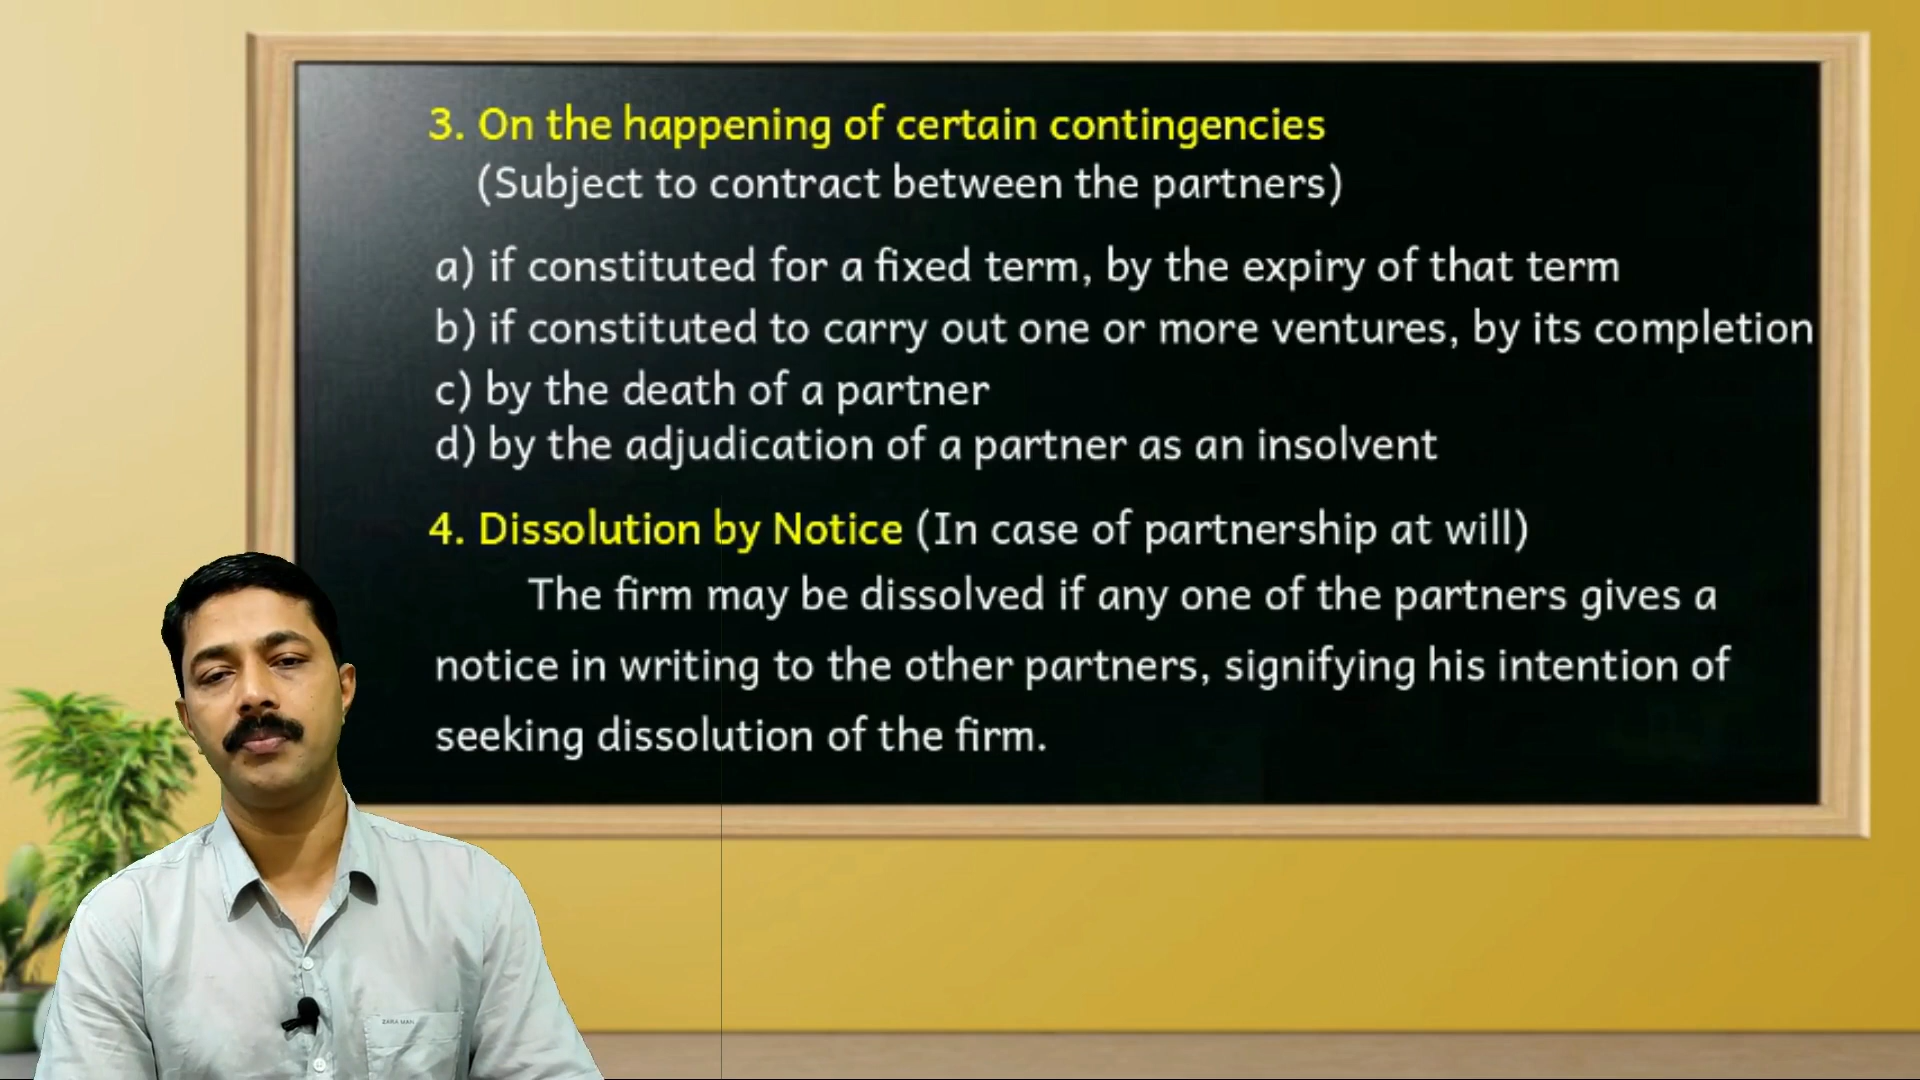 3. On the happening of certain contingencies
(Subject to contract between the partners)
a) if constituted for a fixed term, by the expiry of that term
b) if constituted to carry out one or more ventures, by its completion
c) by the death of a partner
d) by the adjudication of a partner as an insolvent
4. Dissolution by Notice (In case of partnership at will)
The firm may be dissolved if any one of the partners gives a
notice in writing to the other partners, signifying his intention of
seeking dissolution of the firm.
ZARA MAN